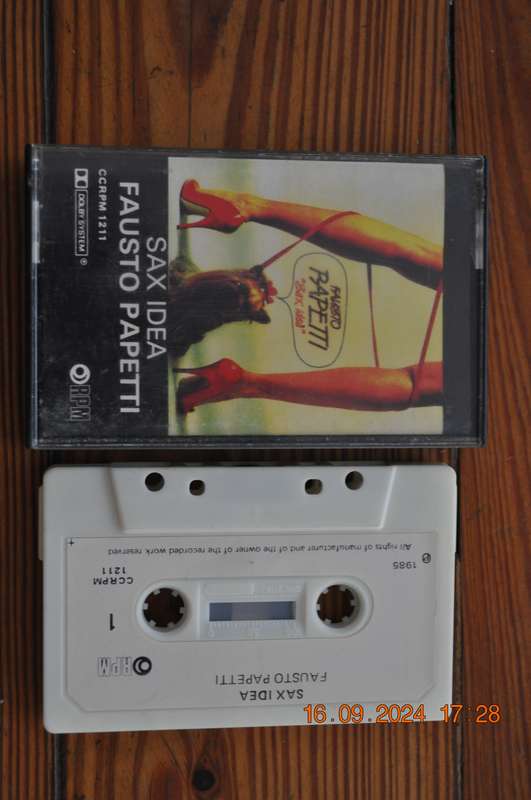 SAX IDEA
FAUSTO PAPETTI
CCRPM 1211
DOLBY SYSTEM
RPM
FAUSTO
PAPETTI
"Sax idea"
All rights of manufacturer and of the owner of the recorded work reserved
℗ 1985
CCRPM
1211
1
RPM
SAX IDEA
FAUSTO PAPETTI
16.09.2024 17:28